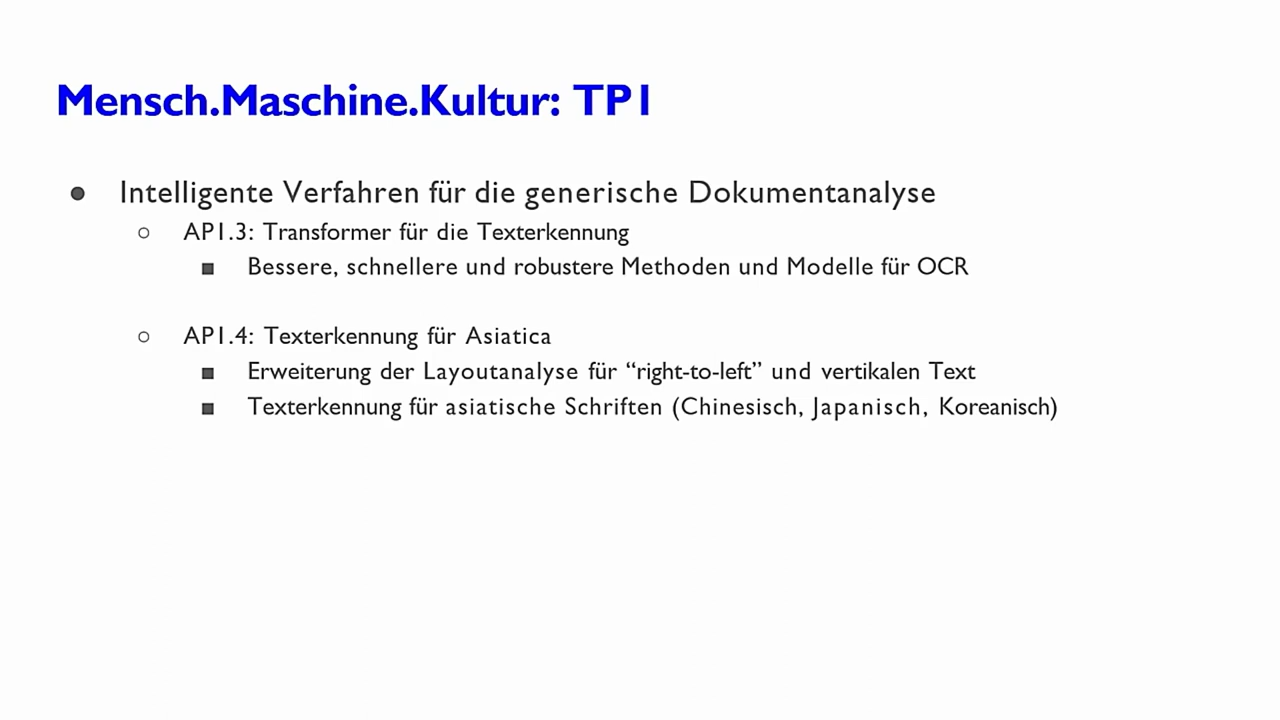 Mensch.Maschine.Kultur: TP1
● Intelligente Verfahren für die generische Dokumentanalyse
○ AP1.3: Transformer für die Texterkennung
■ Bessere, schnellere und robustere Methoden und Modelle für OCR
○ AP1.4: Texterkennung für Asiatica
■ Erweiterung der Layoutanalyse für “right-to-left” und vertikalen Text
■ Texterkennung für asiatische Schriften (Chinesisch, Japanisch, Koreanisch)